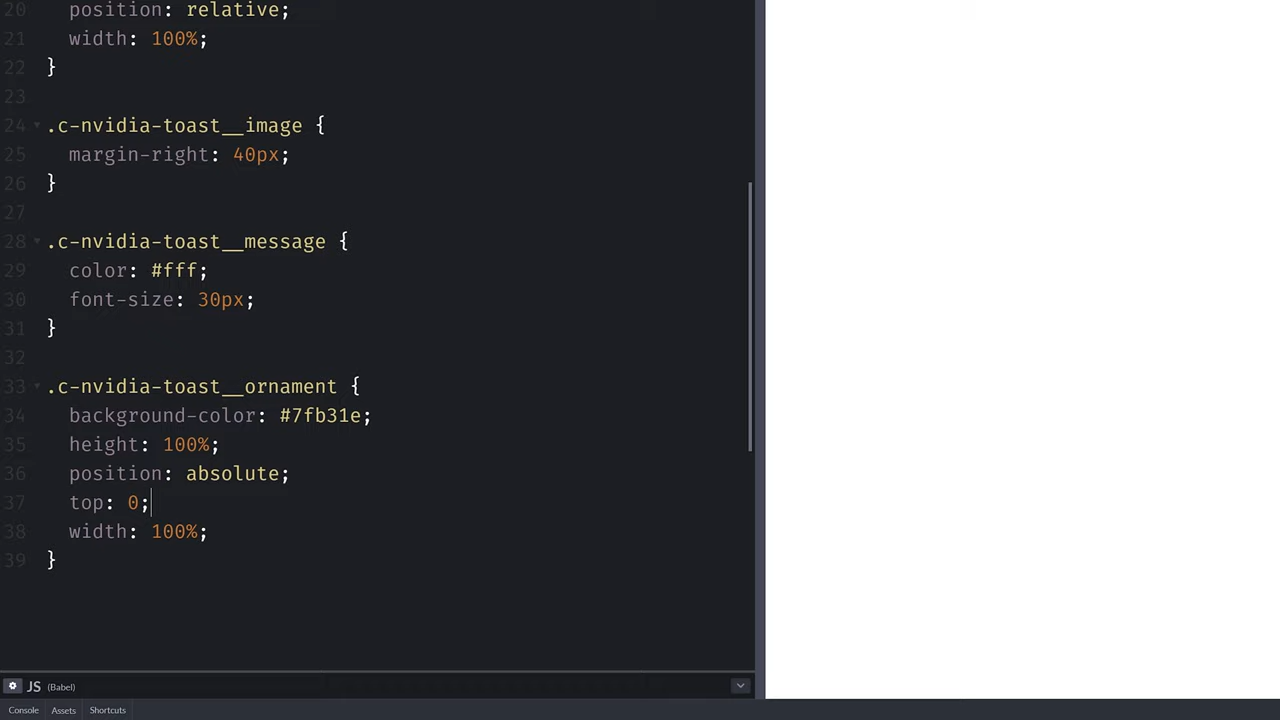 20 position: relative;
21 width: 100%;
22 }
23
24 .c-nvidia-toast__image {
25 margin-right: 40px;
26 }
27
28 .c-nvidia-toast__message {
29 color: #fff;
30 font-size: 30px;
31 }
32
33 .c-nvidia-toast__ornament {
34 background-color: #7fb31e;
35 height: 100%;
36 position: absolute;
37 top: 0;
38 width: 100%;
39 }
JS (Babel)
Console Assets Shortcuts